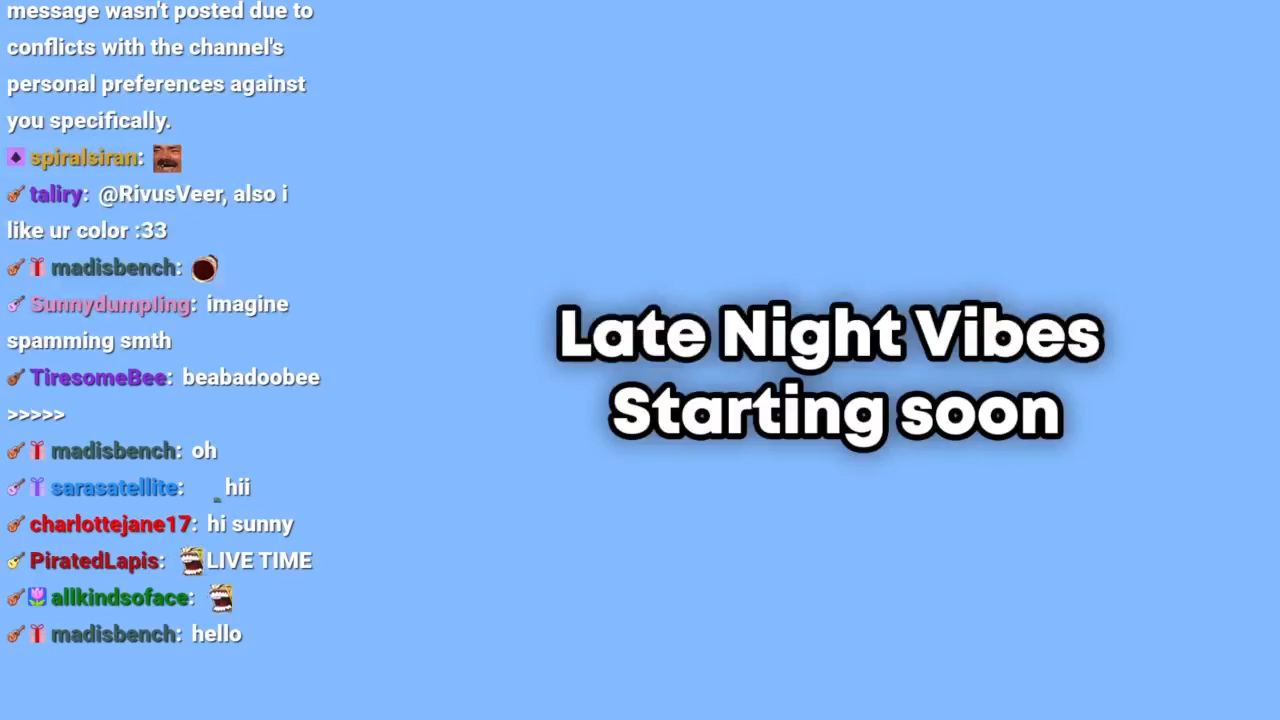 message wasn't posted due to
conflicts with the channel's
personal preferences against
you specifically.
spiralsiran:
taliry: @RivusVeer, also i
like ur color :33
madisbench:
Sunnydumpling: imagine
spamming smth
TiresomeBee: beabadoobee
>>>>>
madisbench: oh
sarasatellite: hii
charlottejane17: hi sunny
PiratedLapis: LIVE TIME
allkindsoface:
madisbench: hello
Late Night Vibes
Starting soon